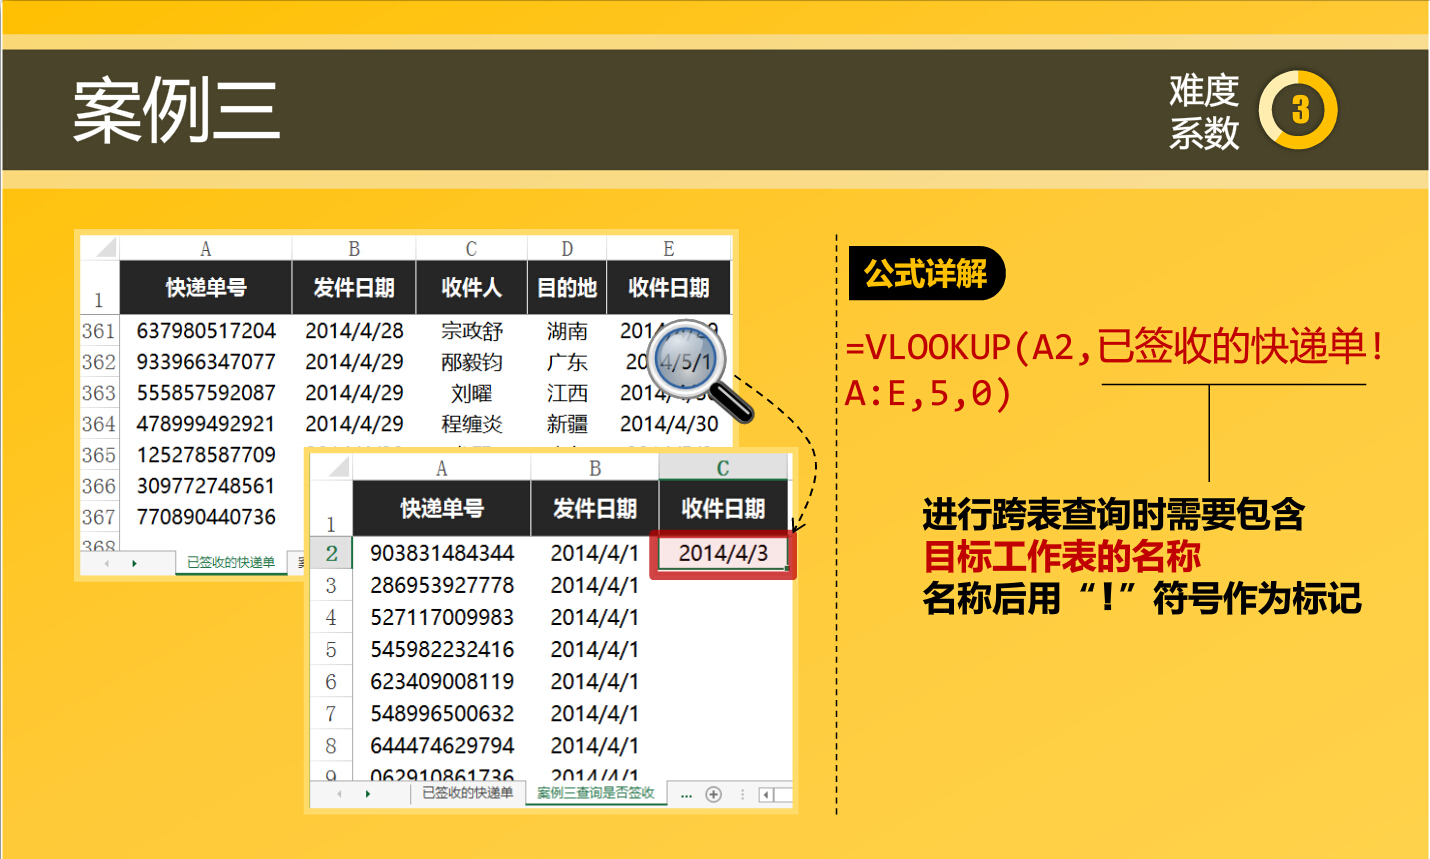 案例三
难度
系数
3
A B C D E
1 快递单号 发件日期 收件人 目的地 收件日期
361 637980517204 2014/4/28 宗政舒 湖南
362 933966347077 2014/4/29 邴毅钧 广东
363 555857592087 2014/4/29 刘曜 江西
364 478999492921 2014/4/29 程缠炎 新疆 2014/4/30
365 125278587709
366 309772748561
367 770890440736
368
已签收的快递单
A B C
1 快递单号 发件日期 收件日期
2 903831484344 2014/4/1 2014/4/3
3 286953927778 2014/4/1
4 527117009983 2014/4/1
5 545982232416 2014/4/1
6 623409008119 2014/4/1
7 548996500632 2014/4/1
8 644474629794 2014/4/1
9 062910861736 2014/4/1
已签收的快递单 案例三查询是否签收 ...
公式详解
=VLOOKUP(A2,已签收的快递单!
A:E,5,0)
进行跨表查询时需要包含
目标工作表的名称
名称后用“!”符号作为标记